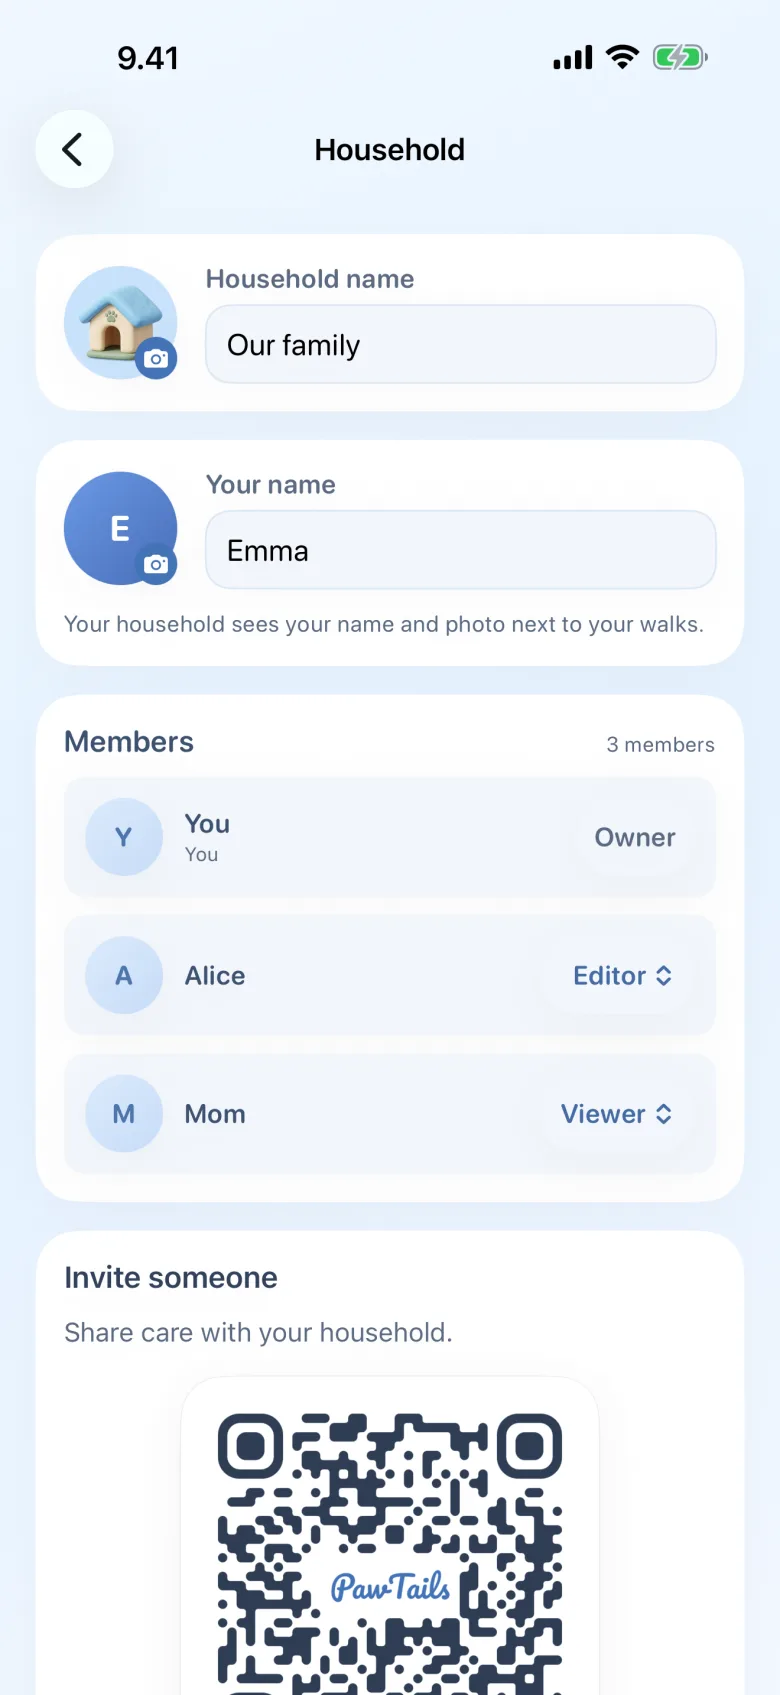 9.41
Household
Household name
Our family
E
Your name
Emma
Your household sees your name and photo next to your walks.
Members
3 members
Y
You
You
Owner
A
Alice
Editor
M
Mom
Viewer
Invite someone
Share care with your household.
PawTails